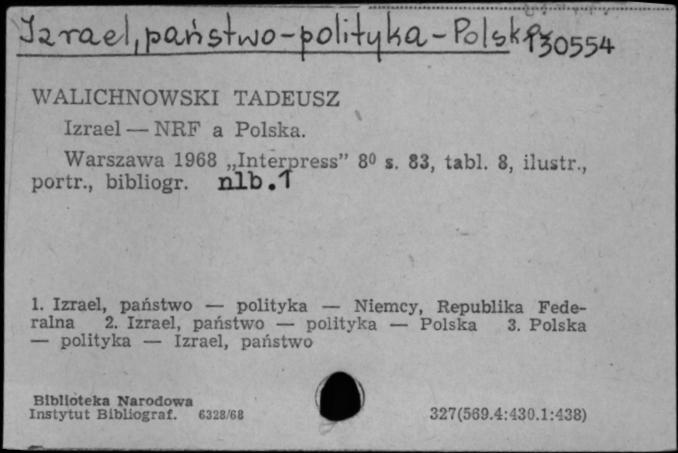 Izrael, państwo-polityka-Polska
P30554
WALICHNOWSKI TADEUSZ
Izrael — NRF a Polska.
Warszawa 1968 „Interpress” 8⁰ s. 83, tabl. 8, ilustr.,
portr., bibliogr. nlb.1
1. Izrael, państwo — polityka — Niemcy, Republika Fede-
ralna 2. Izrael, państwo — polityka — Polska 3. Polska
— polityka — Izrael, państwo
Biblioteka Narodowa
Instytut Bibliograf. 6328/68
327(569.4:430.1:438)